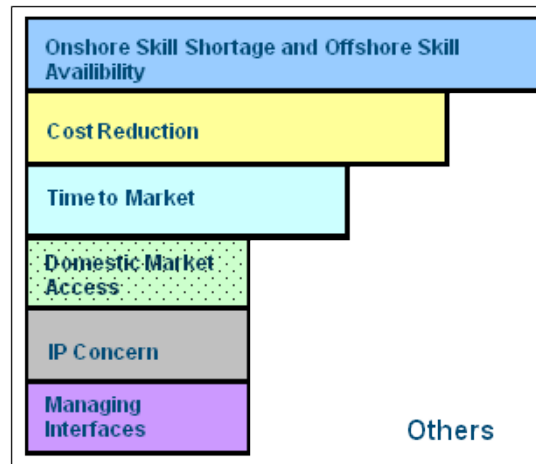 Onshore Skill Shortage and Offshore Skill
Availibility
Cost Reduction
Time to Market
Domestic Market
Access
IP Concern
Managing
Interfaces
Others